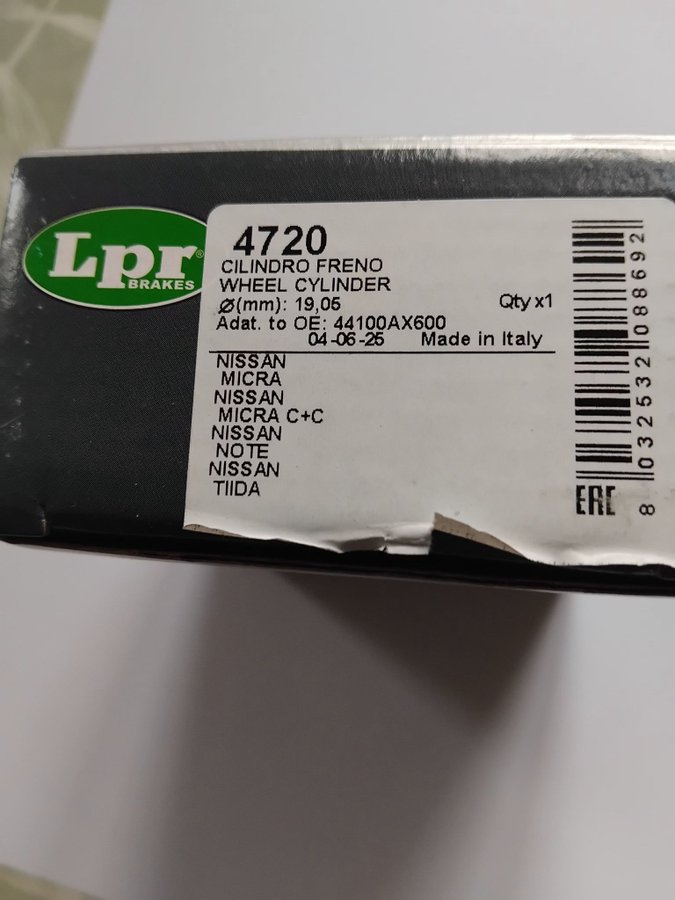 Lpr®
BRAKES
4720
CILINDRO FRENO
WHEEL CYLINDER
Ø(mm): 19,05 Qty x1
Adat. to OE: 44100AX600
04-06-25 Made in Italy
NISSAN
MICRA
NISSAN
MICRA C+C
NISSAN
NOTE
NISSAN
TIIDA
8 032532 088692
EAC